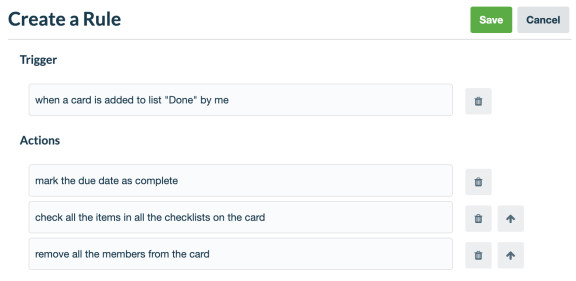 Create a Rule
Save
Cancel
Trigger
when a card is added to list "Done" by me
Actions
mark the due date as complete
check all the items in all the checklists on the card
remove all the members from the card